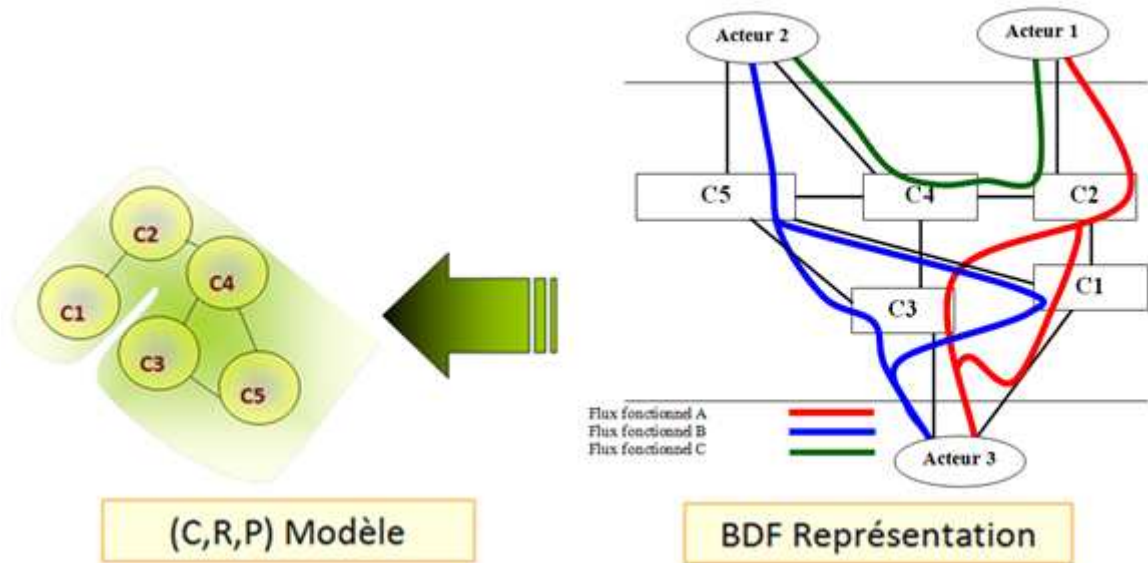 Acteur 2
Acteur 1
C5
C4
C2
C1
C3
C2
C4
C1
C3
C5
Flux fonctionnel A
Flux fonctionnel B
Flux fonctionnel C
Acteur 3
(C,R,P) Modèle
BDF Représentation